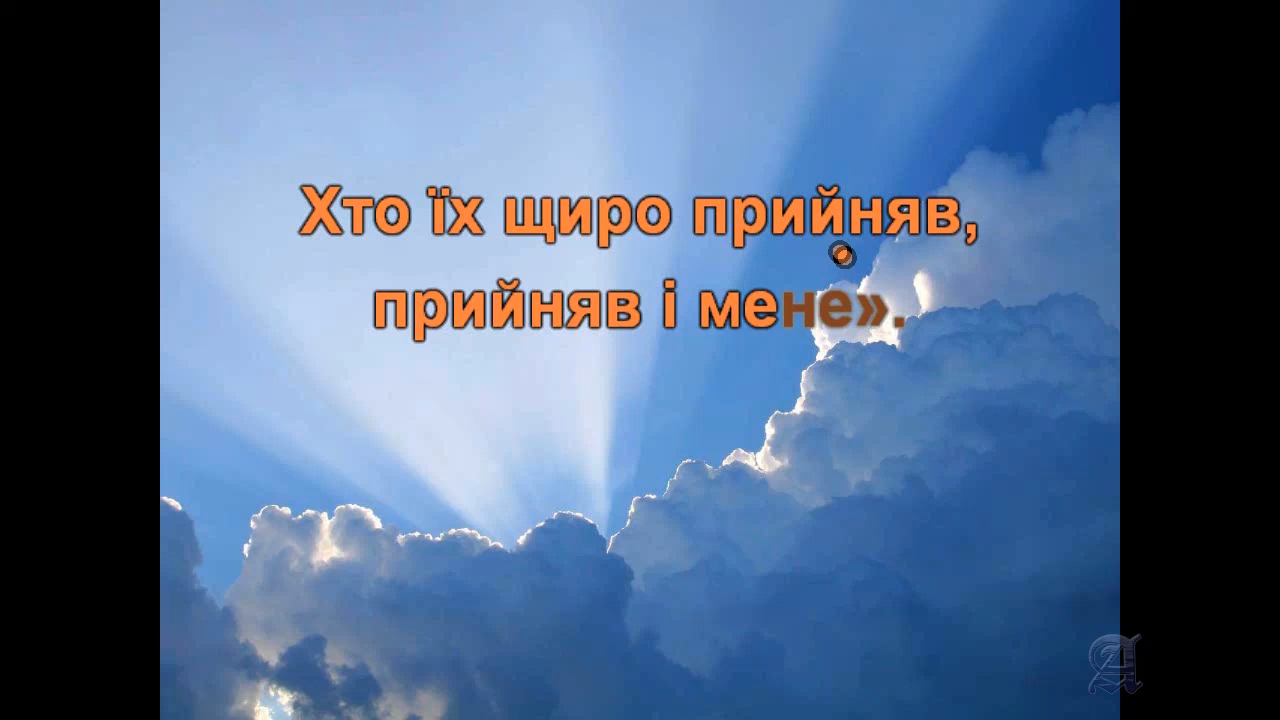 Хто їх щиро прийняв,
прийняв і мене».